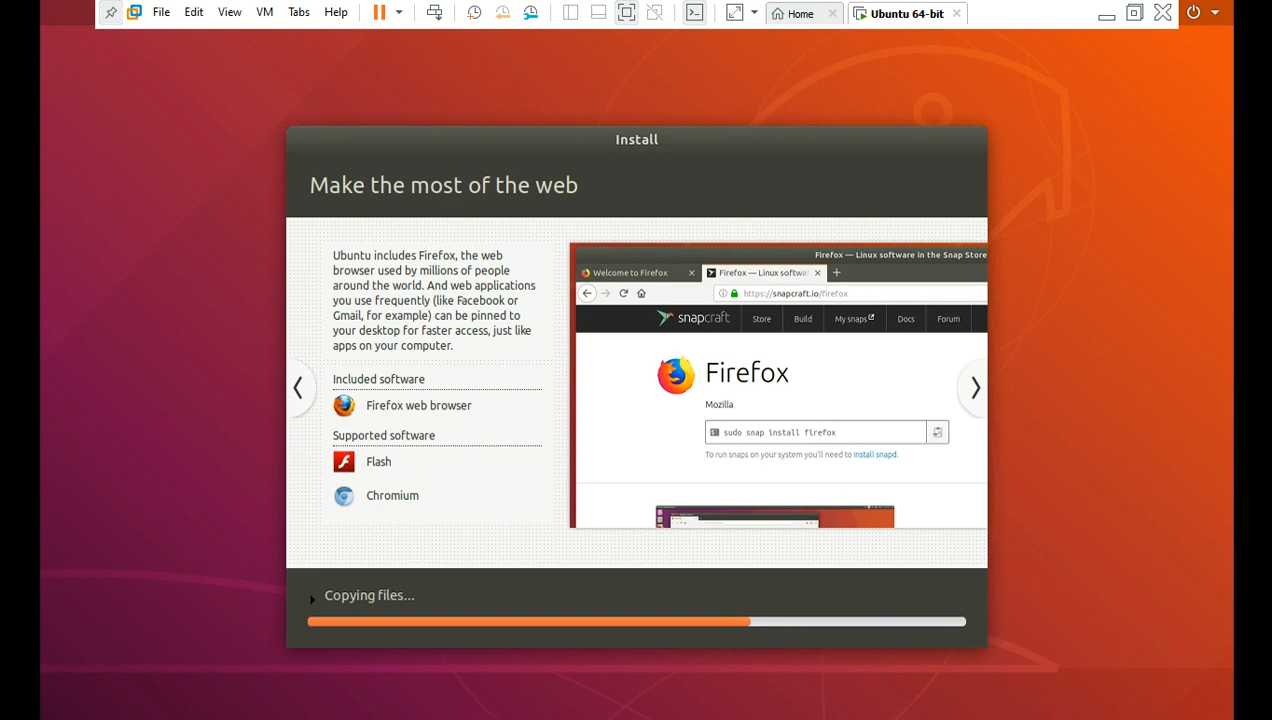 File Edit View VM Tabs Help Home Ubuntu 64-bit
Install
Make the most of the web
Ubuntu includes Firefox, the web
browser used by millions of people
around the world. And web applications
you use frequently (like Facebook or
Gmail, for example) can be pinned to
your desktop for faster access, just like
apps on your computer.
Included software
Firefox web browser
Supported software
Flash
Chromium
Firefox — Linux software in the Snap Store
Welcome to Firefox Firefox — Linux softwar
https://snapcraft.io/firefox
snapcraft Store Build My snaps Docs Forum
Firefox
Mozilla
sudo snap install firefox
To run snaps on your system you'll need to install snapd.
Copying files...